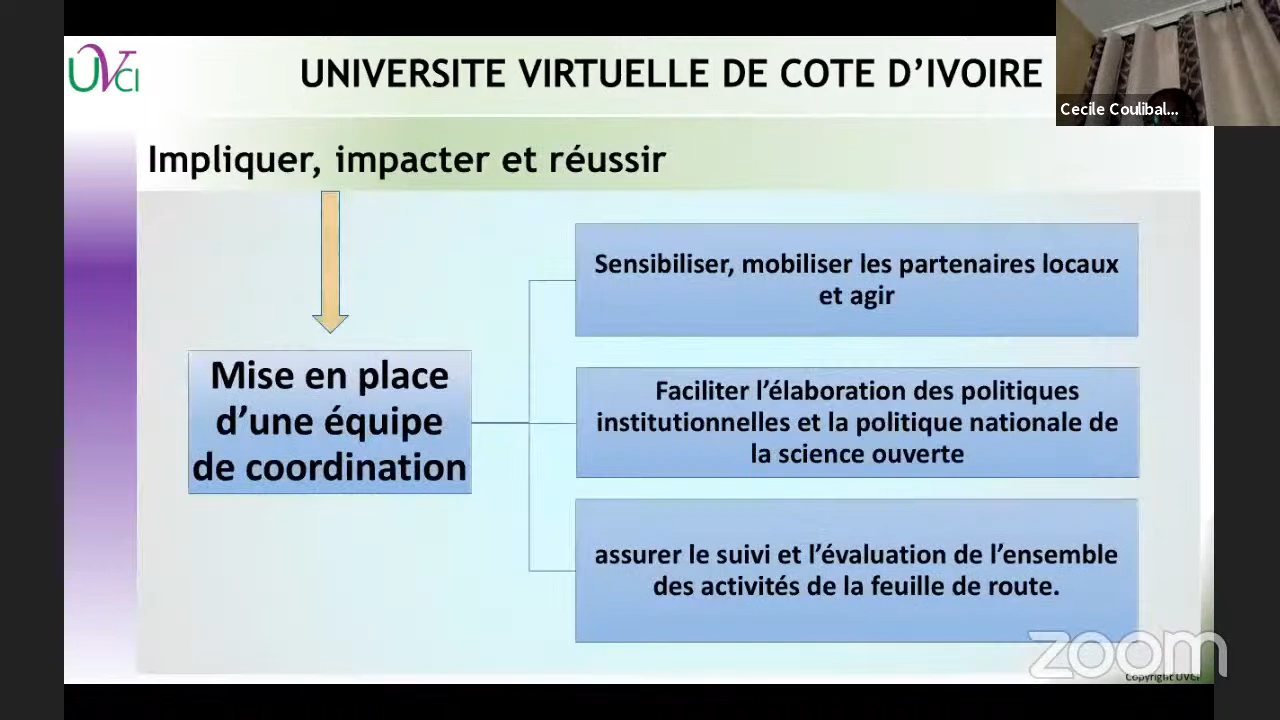 UVCI
UNIVERSITE VIRTUELLE DE COTE D’IVOIRE
Cecile Coulibal...
Impliquer, impacter et réussir
Mise en place
d’une équipe
de coordination
Sensibiliser, mobiliser les partenaires locaux
et agir
Faciliter l’élaboration des politiques
institutionnelles et la politique nationale de
la science ouverte
assurer le suivi et l’évaluation de l’ensemble
des activités de la feuille de route.
zoom
Copyright UVCI